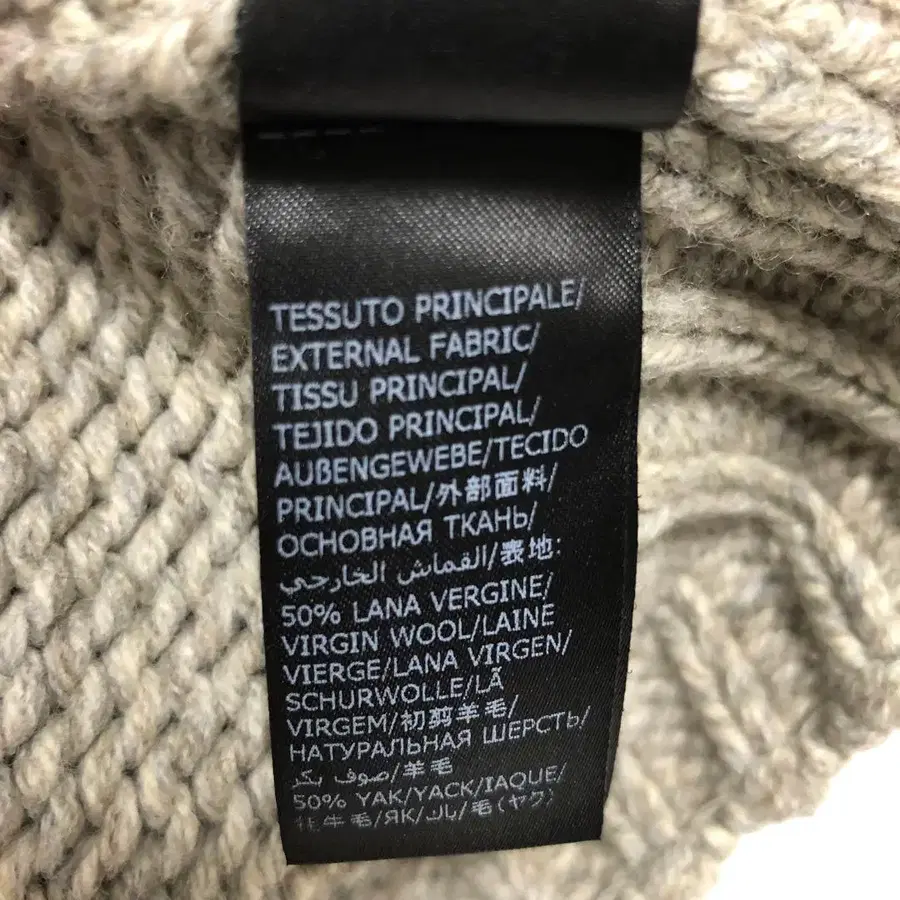 TESSUTO PRINCIPALE/
EXTERNAL FABRIC/
TISSU PRINCIPAL/
TEJIDO PRINCIPAL/
AUßENGEWEBE/TECIDO
PRINCIPAL/外部面料/
ОСНОВНАЯ ТКАНЬ/
القماش الخارجي/表地:
50% LANA VERGINE/
VIRGIN WOOL/LAINE
VIERGE/LANA VIRGEN/
SCHURWOLLE/LÃ
VIRGEM/初剪羊毛/
НАТУРАЛЬНАЯ ШЕРСТЬ/
صوف بكر/羊毛
50% YAK/YACK/IAQUE/
牦牛毛/ЯК/ياك/毛(ヤク)